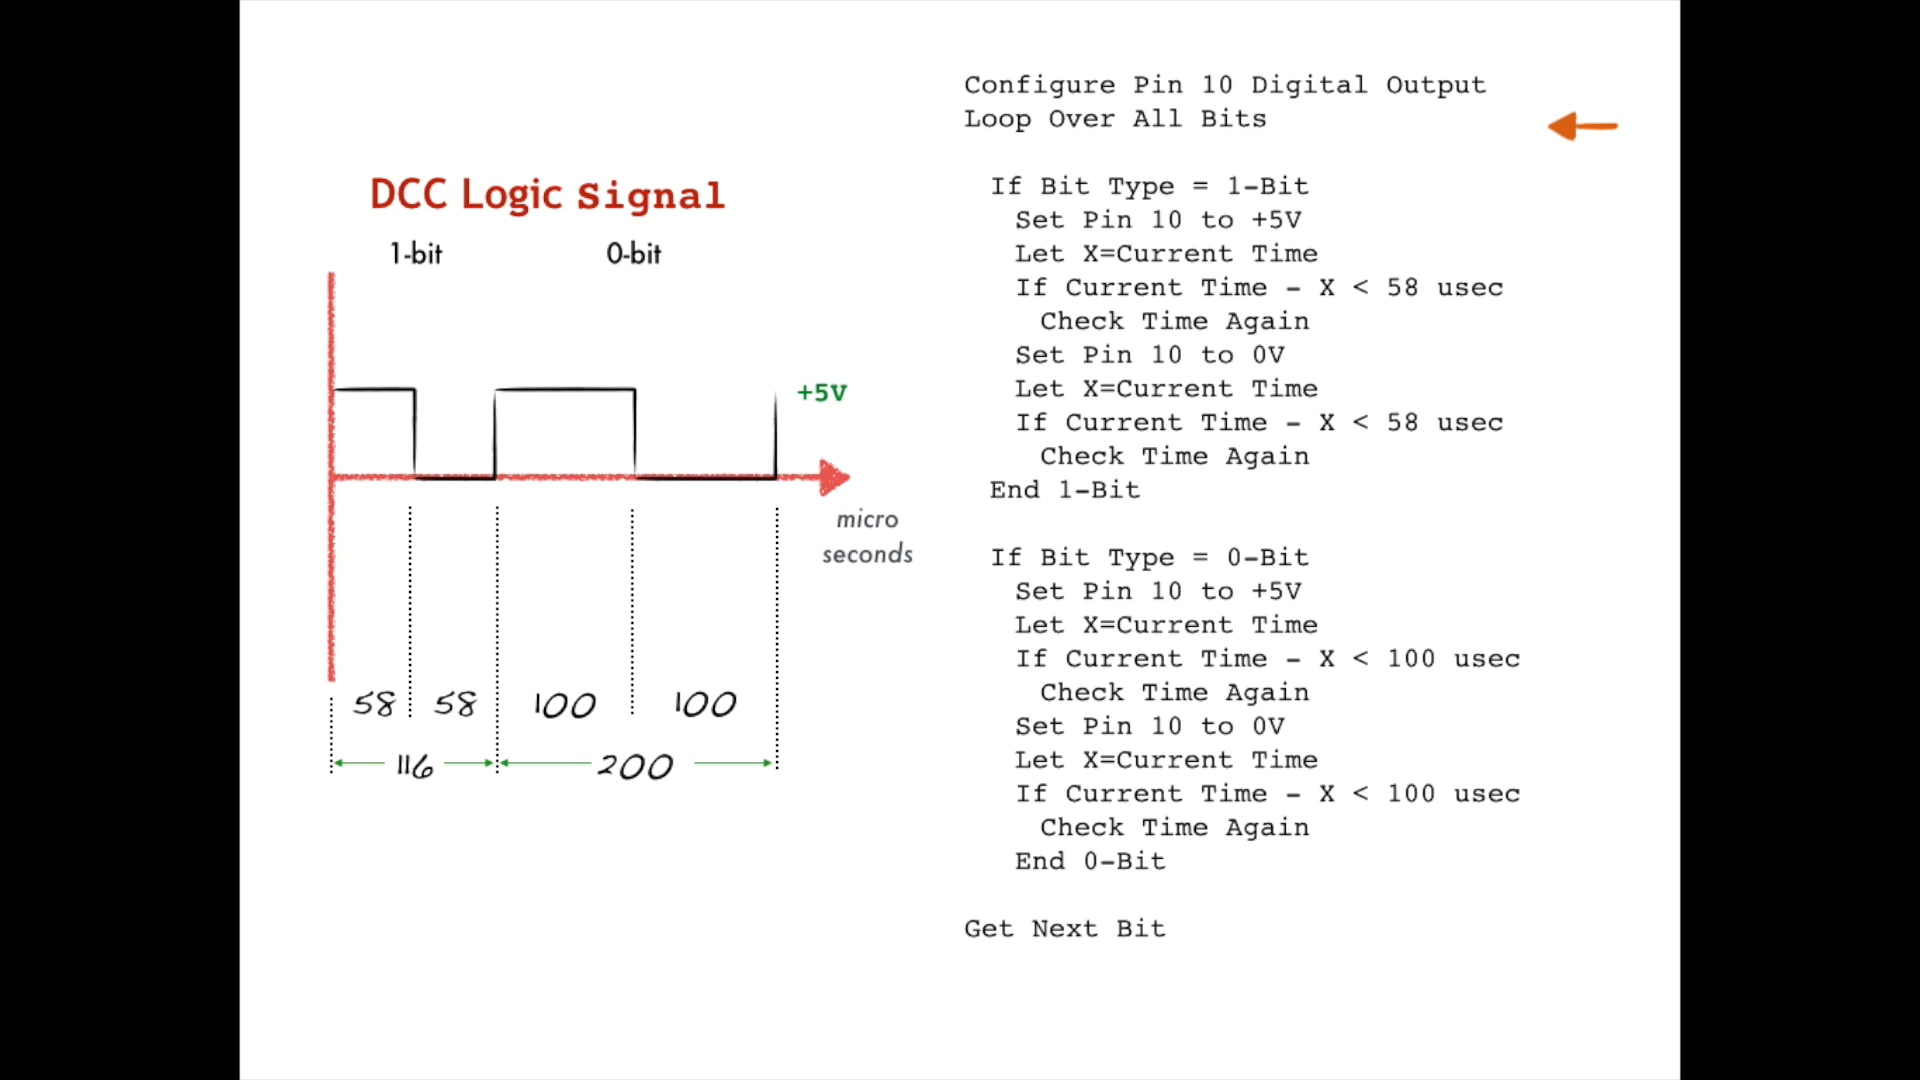 DCC Logic Signal
1-bit 0-bit
+5V
micro
seconds
58 58 100 100
116 200
Configure Pin 10 Digital Output
Loop Over All Bits
If Bit Type = 1-Bit
Set Pin 10 to +5V
Let X=Current Time
If Current Time - X < 58 usec
Check Time Again
Set Pin 10 to 0V
Let X=Current Time
If Current Time - X < 58 usec
Check Time Again
End 1-Bit
If Bit Type = 0-Bit
Set Pin 10 to +5V
Let X=Current Time
If Current Time - X < 100 usec
Check Time Again
Set Pin 10 to 0V
Let X=Current Time
If Current Time - X < 100 usec
Check Time Again
End 0-Bit
Get Next Bit